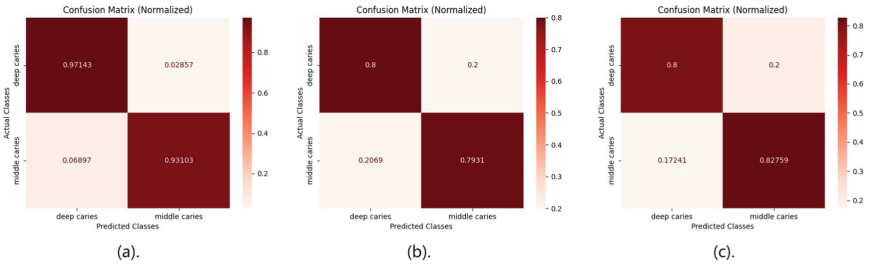 Confusion Matrix (Normalized)
Actual Classes
deep caries
middle caries
0.97143
0.02857
0.06897
0.93103
deep caries
middle caries
Predicted Classes
0.8
0.6
0.4
0.2
(a).
Confusion Matrix (Normalized)
Actual Classes
deep caries
middle caries
0.8
0.2
0.2069
0.7931
deep caries
middle caries
Predicted Classes
0.8
0.7
0.6
0.5
0.4
0.3
0.2
(b).
Confusion Matrix (Normalized)
Actual Classes
deep caries
middle caries
0.8
0.2
0.17241
0.82759
deep caries
middle caries
Predicted Classes
0.8
0.7
0.6
0.5
0.4
0.3
0.2
(c).